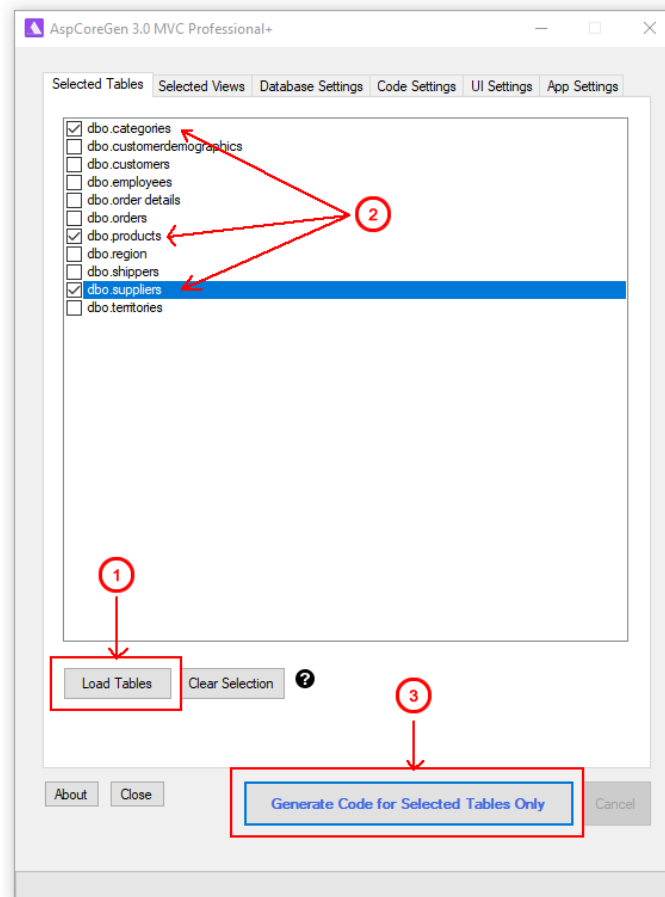 AspCoreGen 3.0 MVC Professional+
Selected Tables Selected Views Database Settings Code Settings UI Settings App Settings
dbo.categories
dbo.customerdemographics
dbo.customers
dbo.employees
dbo.order details
dbo.orders
2
dbo.products
dbo.region
dbo.shippers
dbo.suppliers
dbo.territories
1
Load Tables Clear Selection ?
3
About Close Generate Code for Selected Tables Only Cancel